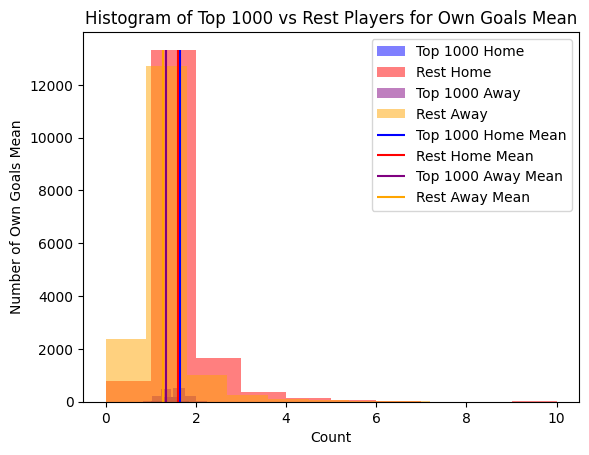 Histogram of Top 1000 vs Rest Players for Own Goals Mean
Top 1000 Home
Rest Home
Top 1000 Away
Rest Away
Top 1000 Home Mean
Rest Home Mean
Top 1000 Away Mean
Rest Away Mean
Number of Own Goals Mean
12000
10000
8000
6000
4000
2000
0
0 2 4 6 8 10
Count